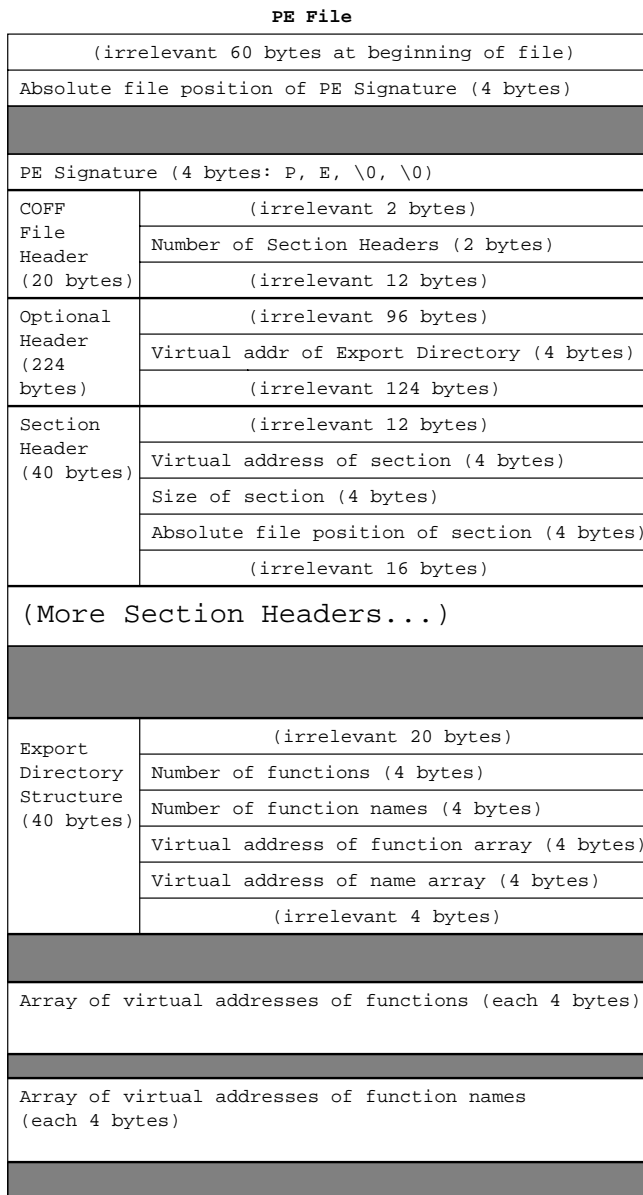 PE File
(irrelevant 60 bytes at beginning of file)
Absolute file position of PE Signature (4 bytes)
PE Signature (4 bytes: P, E, \0, \0)
COFF
File
Header
(20 bytes)
(irrelevant 2 bytes)
Number of Section Headers (2 bytes)
(irrelevant 12 bytes)
Optional
Header
(224
bytes)
(irrelevant 96 bytes)
Virtual addr of Export Directory (4 bytes)
(irrelevant 124 bytes)
Section
Header
(40 bytes)
(irrelevant 12 bytes)
Virtual address of section (4 bytes)
Size of section (4 bytes)
Absolute file position of section (4 bytes)
(irrelevant 16 bytes)
(More Section Headers...)
Export
Directory
Structure
(40 bytes)
(irrelevant 20 bytes)
Number of functions (4 bytes)
Number of function names (4 bytes)
Virtual address of function array (4 bytes)
Virtual address of name array (4 bytes)
(irrelevant 4 bytes)
Array of virtual addresses of functions (each 4 bytes)
Array of virtual addresses of function names
(each 4 bytes)